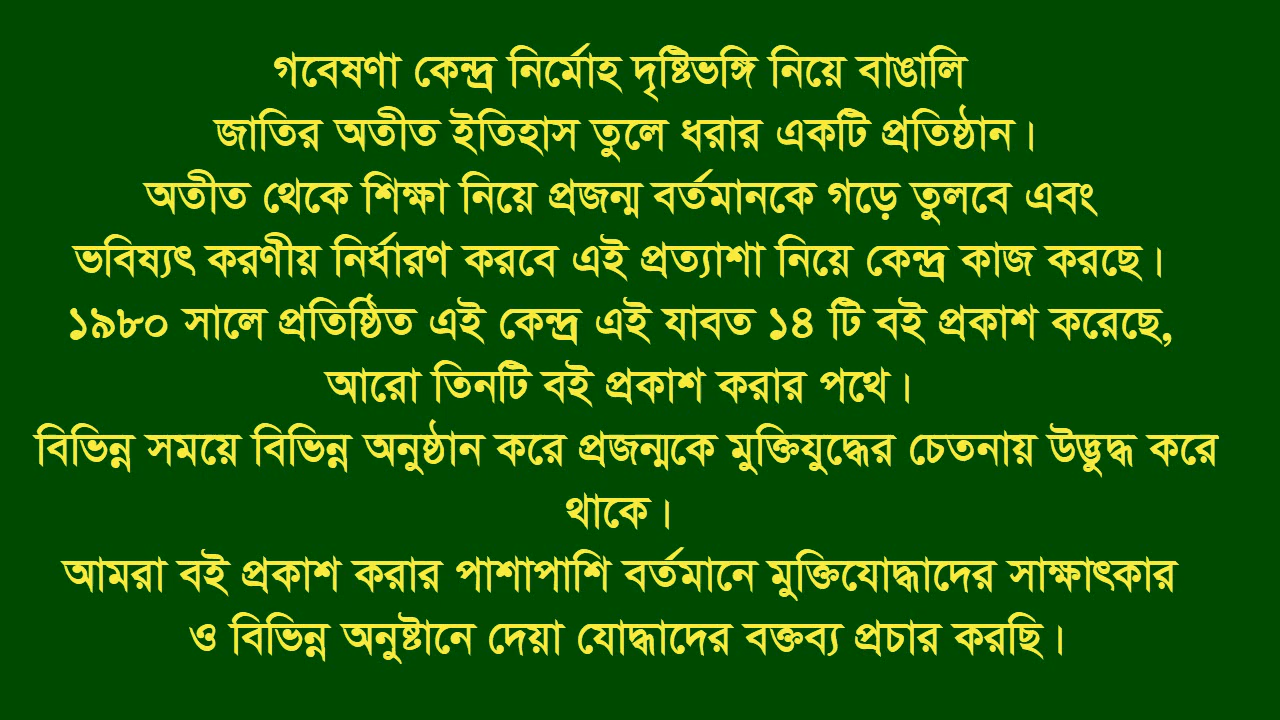 গবেষণা কেন্দ্র নির্মোহ দৃষ্টিভঙ্গি নিয়ে বাঙালি
জাতির অতীত ইতিহাস তুলে ধরার একটি প্রতিষ্ঠান।
অতীত থেকে শিক্ষা নিয়ে প্রজন্ম বর্তমানকে গড়ে তুলবে এবং
ভবিষ্যৎ করণীয় নির্ধারণ করবে এই প্রত্যাশা নিয়ে কেন্দ্র কাজ করছে।
১৯৮০ সালে প্রতিষ্ঠিত এই কেন্দ্র এই যাবত ১৪ টি বই প্রকাশ করেছে,
আরো তিনটি বই প্রকাশ করার পথে।
বিভিন্ন সময়ে বিভিন্ন অনুষ্ঠান করে প্রজন্মকে মুক্তিযুদ্ধের চেতনায় উদ্ভুদ্ধ করে
থাকে।
আমরা বই প্রকাশ করার পাশাপাশি বর্তমানে মুক্তিযোদ্ধাদের সাক্ষাৎকার
ও বিভিন্ন অনুষ্টানে দেয়া যোদ্ধাদের বক্তব্য প্রচার করছি।